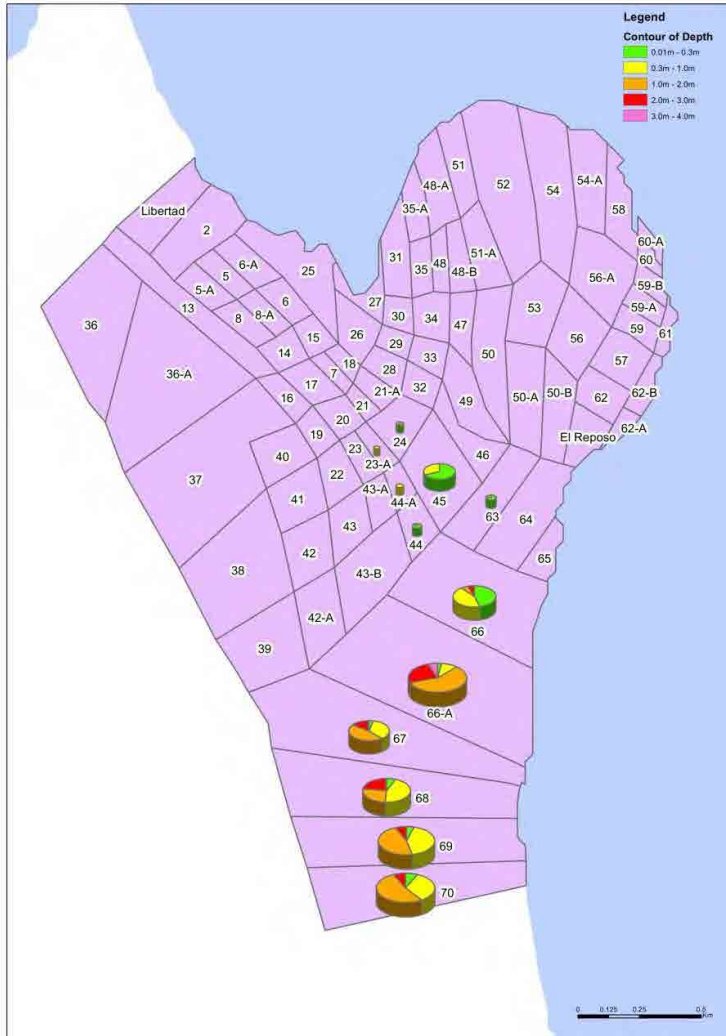 Legend
Contour of Depth
0.01m - 0.3m
0.3m - 1.0m
1.0m - 2.0m
2.0m - 3.0m
3.0m - 4.0m
51
52
54
54-A
58
48-A
35-A
Libertad
2
60-A
60
51-A
31
35
48
48-B
6-A
25
5
56-A
59-B
5-A
13
6
27
59-A
36
8
8-A
30
34
47
53
59
61
26
15
29
50
56
14
33
57
36-A
18
7
28
17
21-A
32
49
50-A
50-B
62
62-B
16
21
20
62-A
19
23
24
El Reposo
40
23-A
46
22
37
43-A
44-A
45
41
63
43
64
44
42
65
38
43-B
42-A
66
39
66-A
67
68
69
70
0
0.125
0.25
0.5
Km